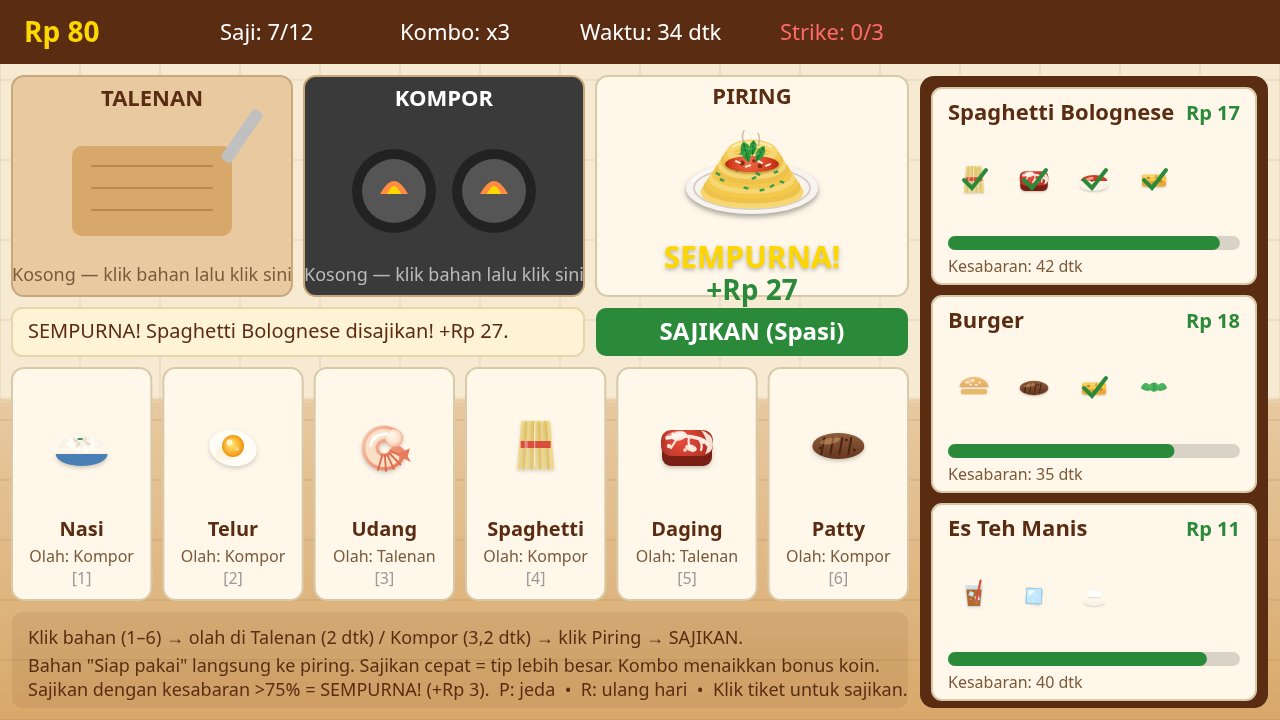 Rp 80
Saji: 7/12
Kombo: x3
Waktu: 34 dtk
Strike: 0/3
TALENAN
Kosong — klik bahan lalu klik sini
KOMPOR
Kosong — klik bahan lalu klik sini
PIRING
SEMPURNA!
+Rp 27
SEMPURNA! Spaghetti Bolognese disajikan! +Rp 27.
SAJIKAN (Spasi)
Nasi
Olah: Kompor
[1]
Telur
Olah: Kompor
[2]
Udang
Olah: Talenan
[3]
Spaghetti
Olah: Kompor
[4]
Daging
Olah: Talenan
[5]
Patty
Olah: Kompor
[6]
Klik bahan (1–6) → olah di Talenan (2 dtk) / Kompor (3,2 dtk) → klik Piring → SAJIKAN.
Bahan "Siap pakai" langsung ke piring. Sajikan cepat = tip lebih besar. Kombo menaikkan bonus koin.
Sajikan dengan kesabaran >75% = SEMPURNA! (+Rp 3).  P: jeda  •  R: ulang hari  •  Klik tiket untuk sajikan.
Spaghetti Bolognese
Rp 17
Kesabaran: 42 dtk
Burger
Rp 18
Kesabaran: 35 dtk
Es Teh Manis
Rp 11
Kesabaran: 40 dtk